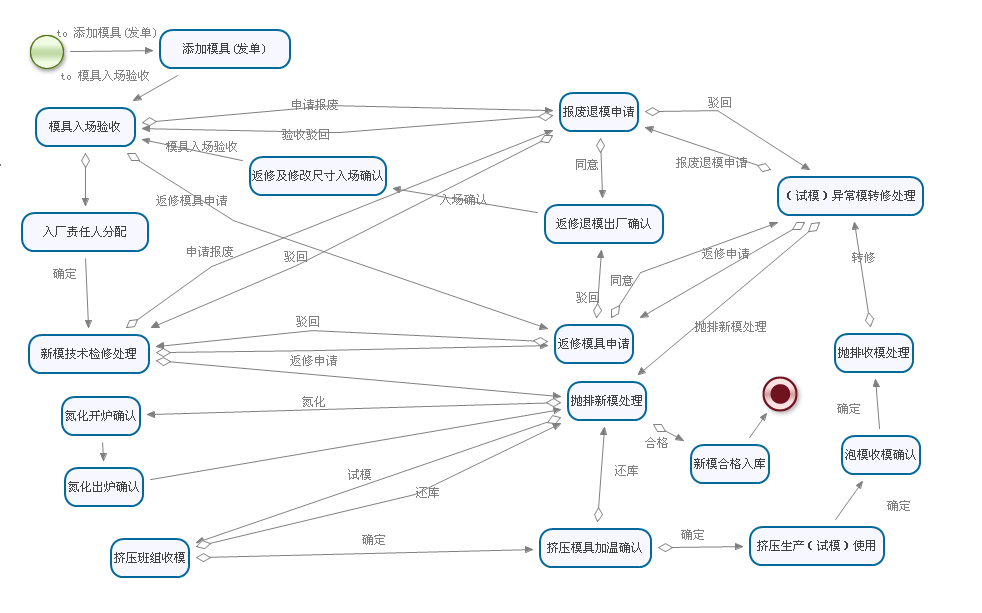 to 添加模具(发单)
添加模具(发单)
to 模具入场验收
模具入场验收
申请报废
报废退模申请
驳回
验收驳回
模具入场验收
同意
报废退模申请
返修及修改尺寸入场确认
(试模)异常模转修处理
返修模具申请
入场确认
入厂责任人分配
返修退模出厂确认
申请报废
驳回
返修申请
转修
确定
同意
驳回
驳回
抛排新模处理
新模技术检修处理
返修模具申请
抛排收模处理
返修申请
氮化
抛排新模处理
确定
氮化开炉确认
合格
泡模收模确认
新模合格入库
试模
还库
还库
氮化出炉确认
确定
确定
确定
挤压班组收模
挤压模具加温确认
挤压生产(试模)使用